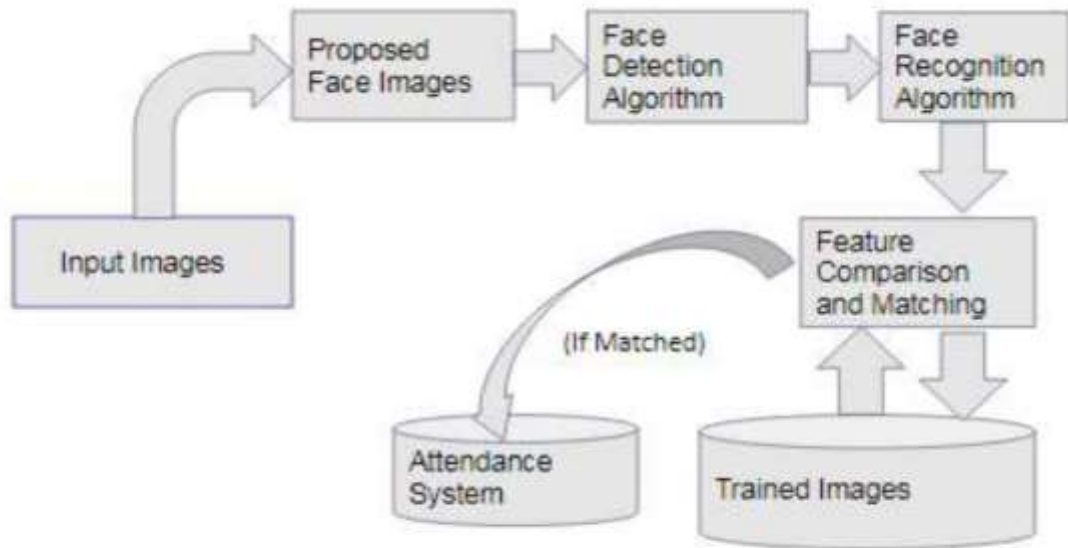 Proposed
Face Images
Face
Detection
Algorithm
Face
Recognition
Algorithm
Input Images
Feature
Comparison
and Matching
(If Matched)
Attendance
System
Trained Images